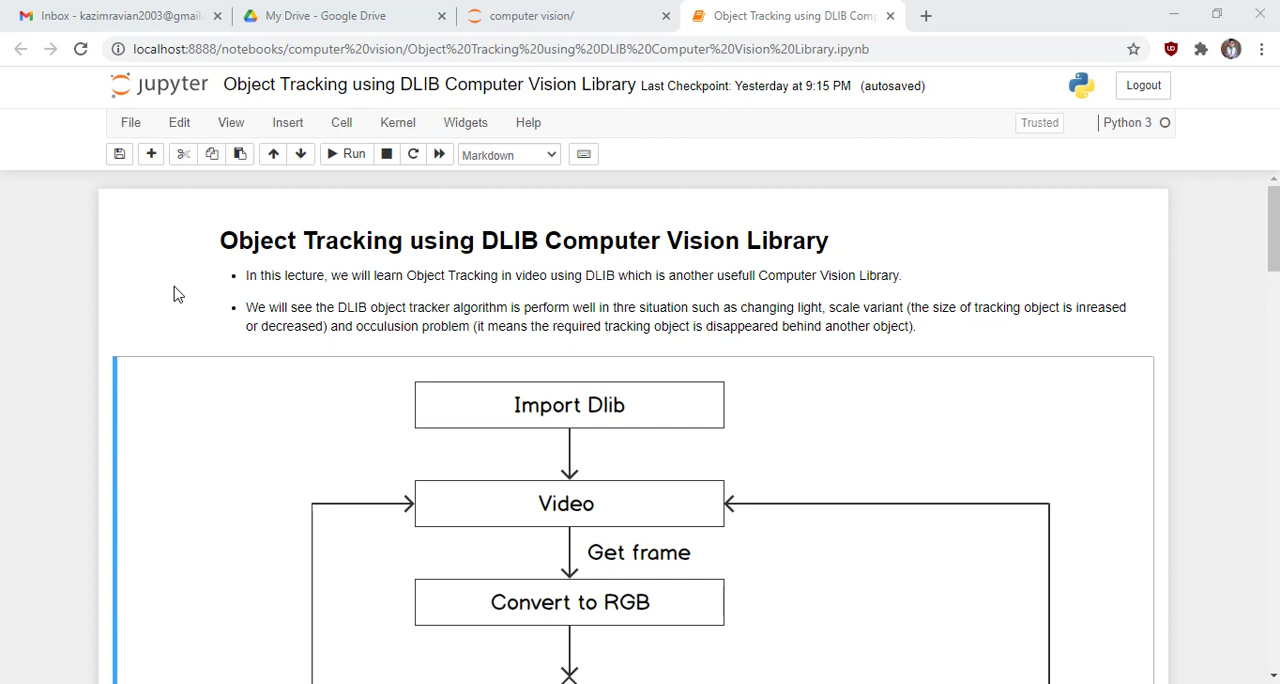 Inbox - kazimravian2003@gmail.
My Drive - Google Drive
computer vision/
Object Tracking using DLIB Comp
localhost:8888/notebooks/computer%20vision/Object%20Tracking%20using%20DLIB%20Computer%20Vision%20Library.ipynb
jupyter Object Tracking using DLIB Computer Vision Library Last Checkpoint: Yesterday at 9:15 PM (autosaved)
Logout
File Edit View Insert Cell Kernel Widgets Help
Trusted
Python 3
Run
Markdown
Object Tracking using DLIB Computer Vision Library
• In this lecture, we will learn Object Tracking in video using DLIB which is another usefull Computer Vision Library.
• We will see the DLIB object tracker algorithm is perform well in thre situation such as changing light, scale variant (the size of tracking object is inreased
or decreased) and occulusion problem (it means the required tracking object is disappeared behind another object).
Import Dlib
Video
Get frame
Convert to RGB